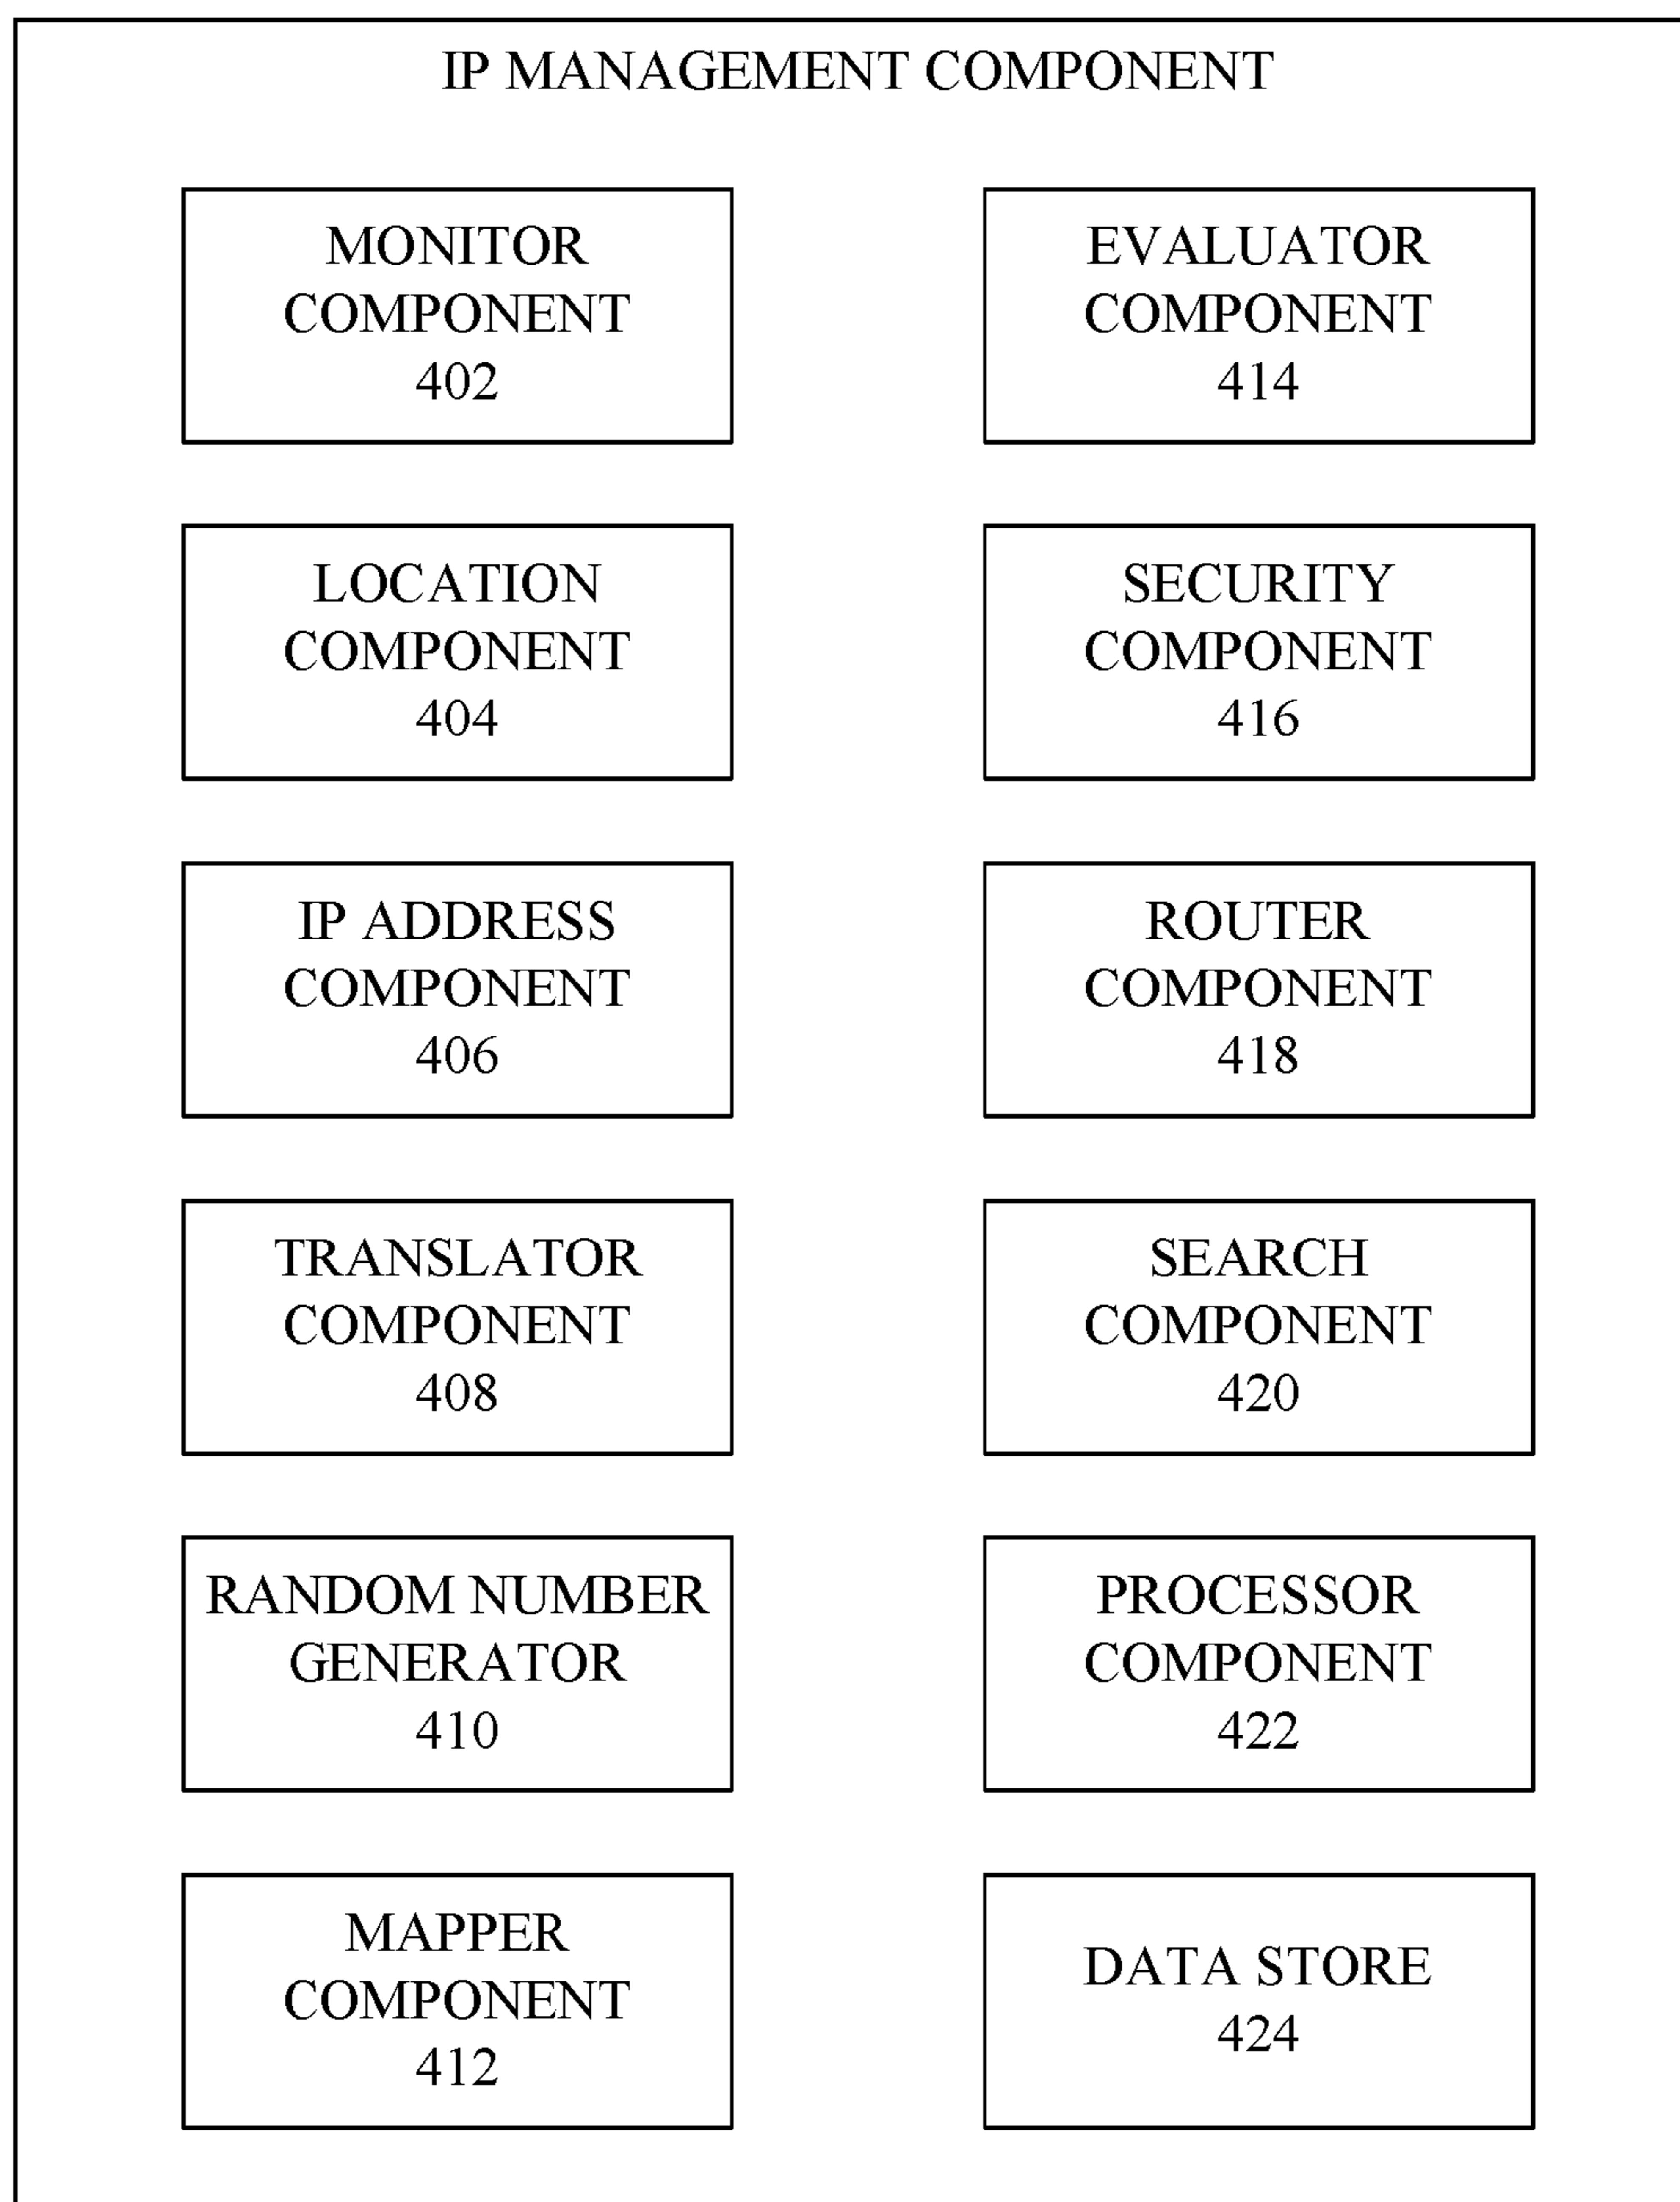 IP MANAGEMENT COMPONENT
MONITOR
COMPONENT
402
LOCATION
COMPONENT
404
IP ADDRESS
COMPONENT
406
TRANSLATOR
COMPONENT
408
RANDOM NUMBER
GENERATOR
410
MAPPER
COMPONENT
412
EVALUATOR
COMPONENT
414
SECURITY
COMPONENT
416
ROUTER
COMPONENT
418
SEARCH
COMPONENT
420
PROCESSOR
COMPONENT
422
DATA STORE
424